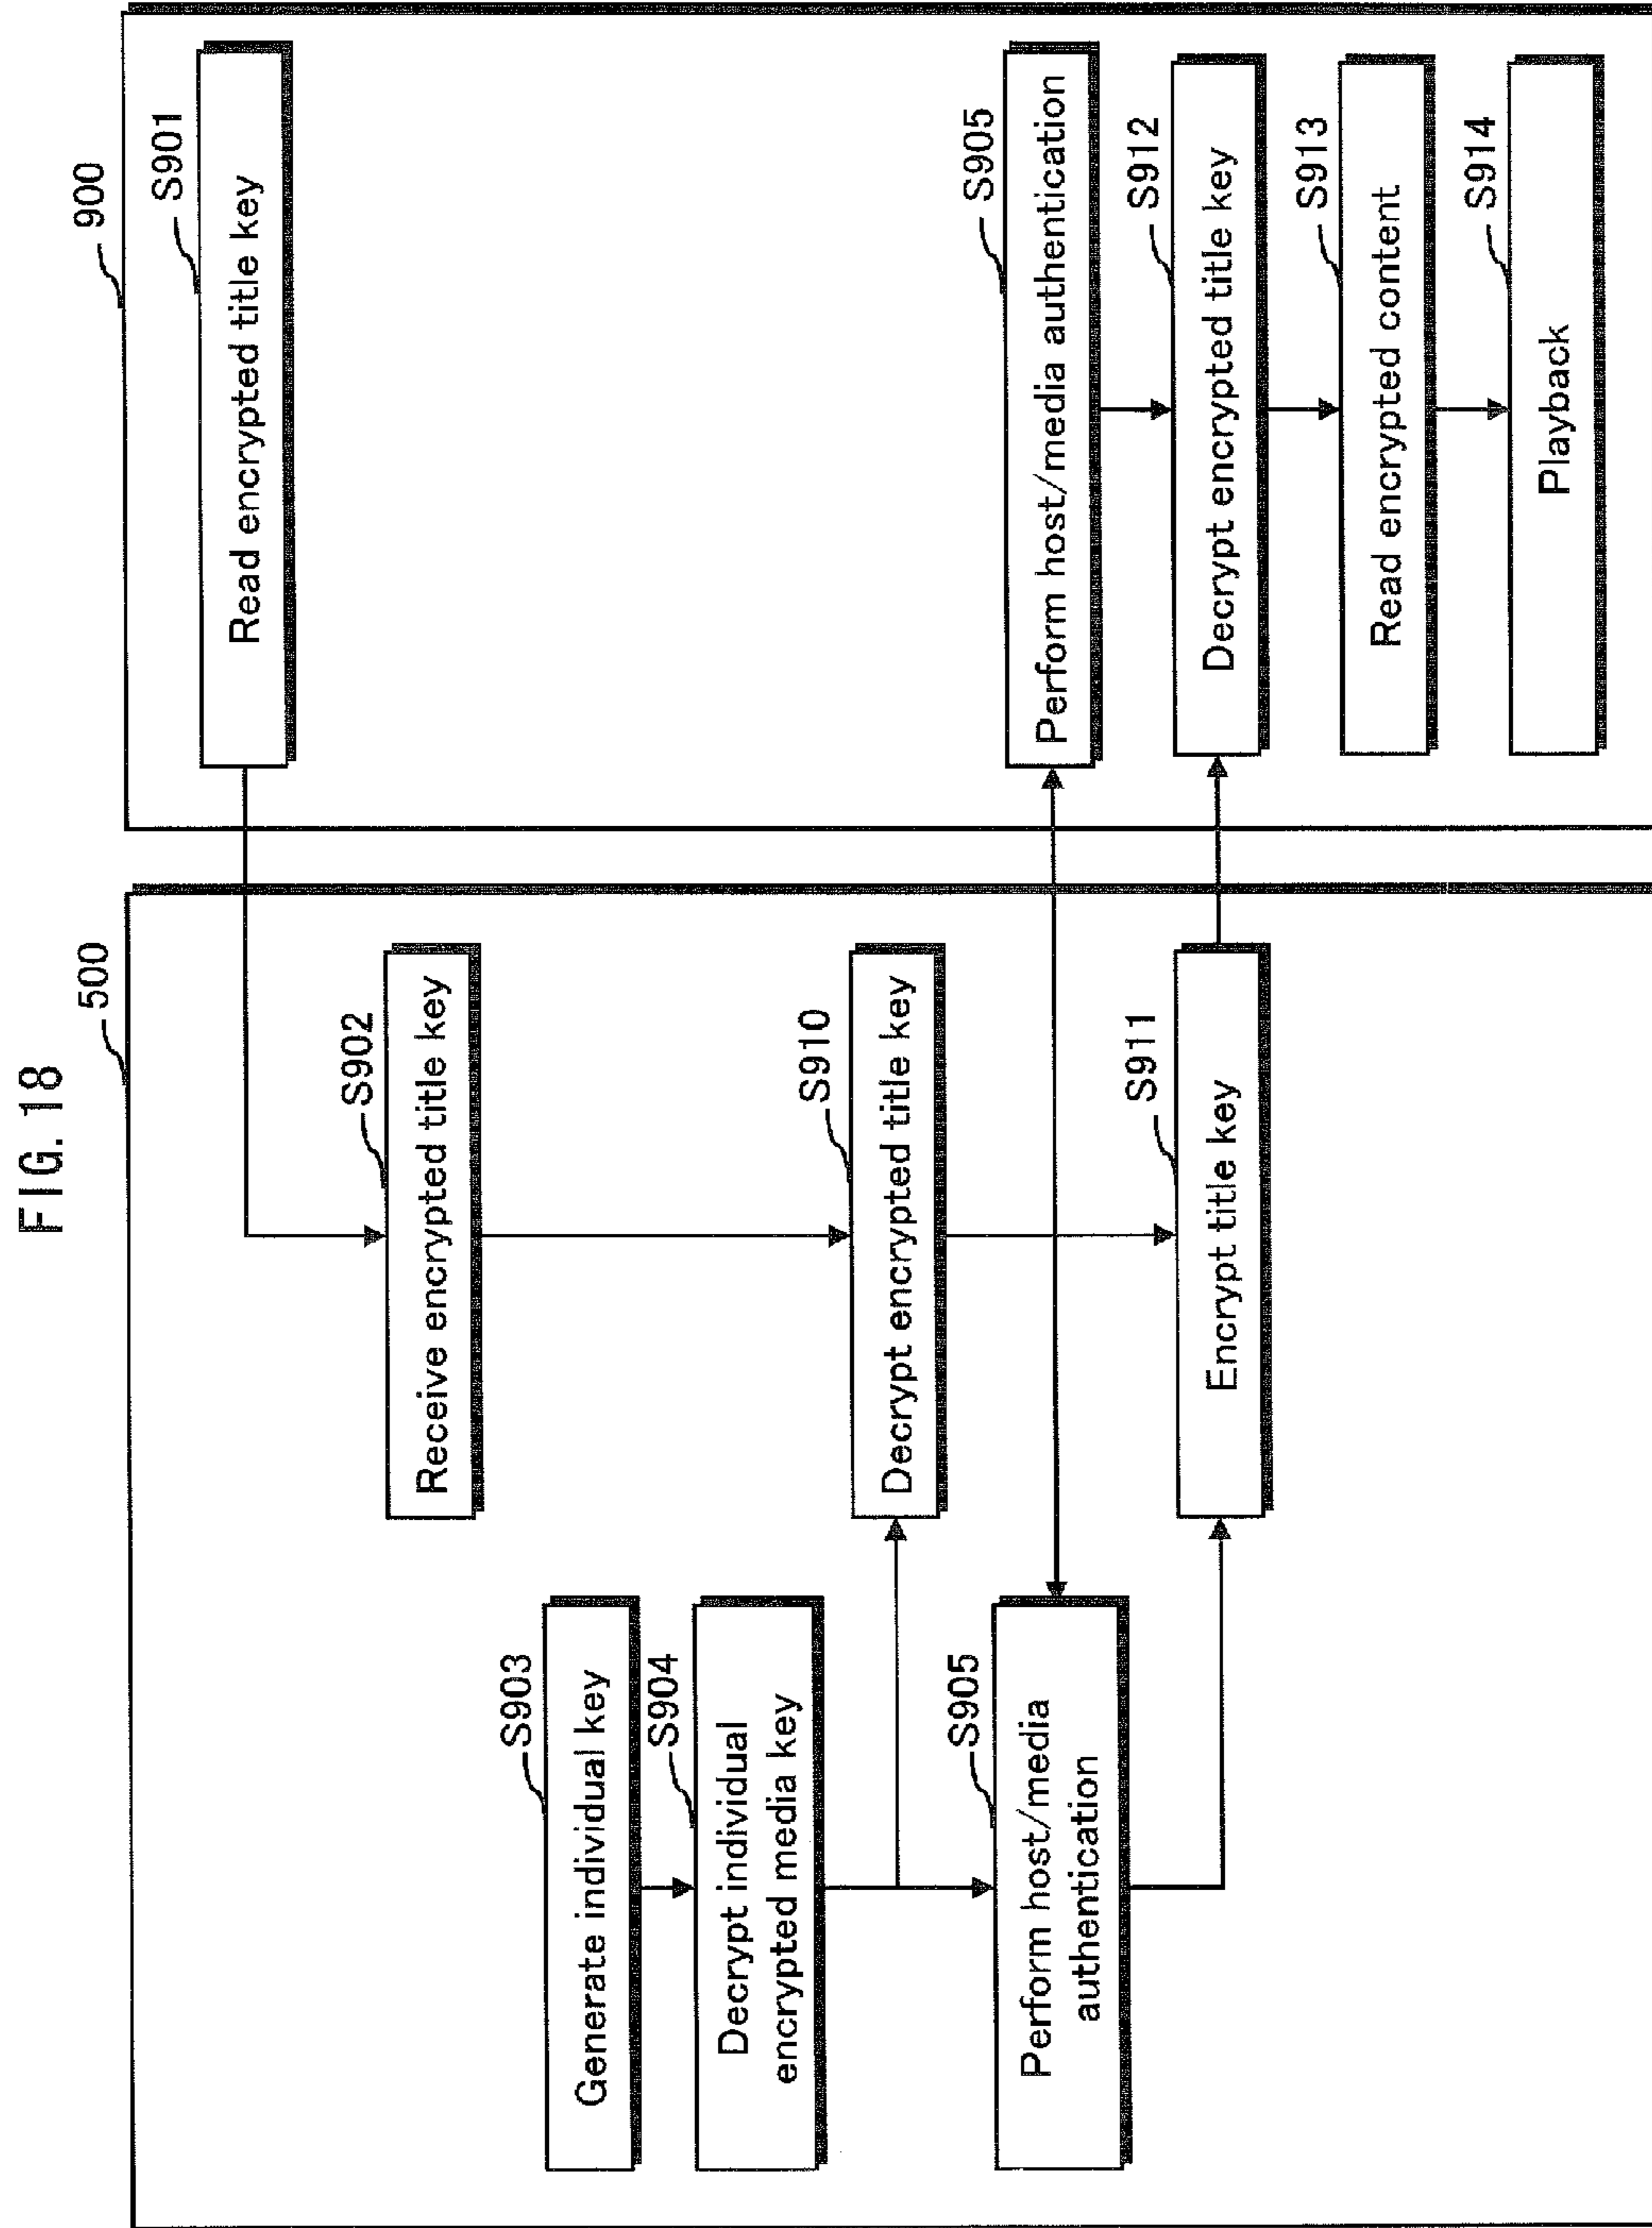 FIG. 18
500
S903
Generate individual key
S904
Decrypt individual
encrypted media key
S905
Perform host/media
authentication
S902
Receive encrypted title key
S910
Decrypt encrypted title key
S911
Encrypt title key
900
S901
Read encrypted title key
S905
Perform host/media authentication
S912
Decrypt encrypted title key
S913
Read encrypted content
S914
Playback